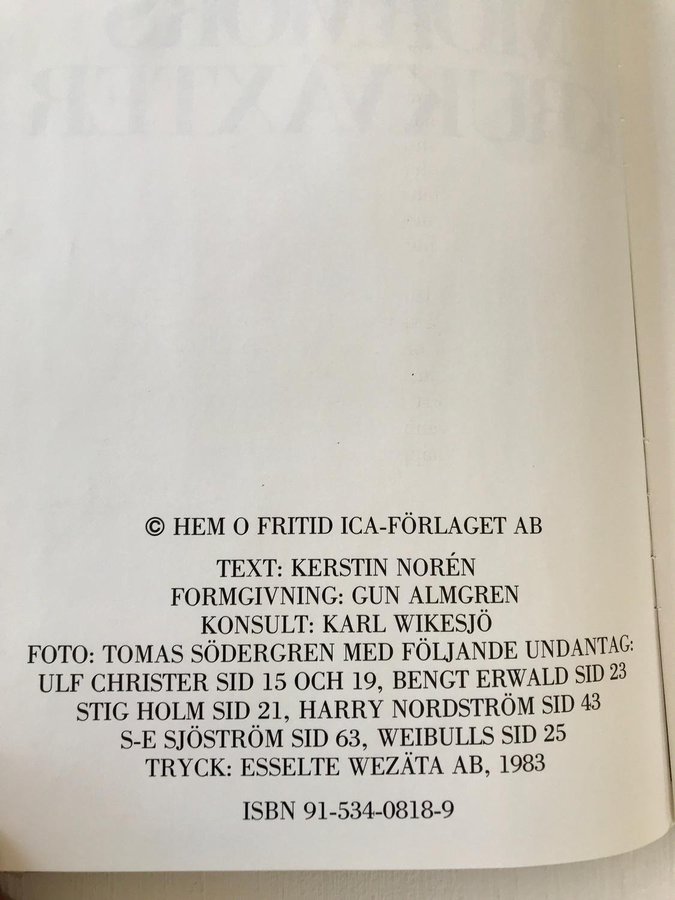 © HEM O FRITID ICA-FÖRLAGET AB
TEXT: KERSTIN NORÉN
FORMGIVNING: GUN ALMGREN
KONSULT: KARL WIKESJÖ
FOTO: TOMAS SÖDERGREN MED FÖLJANDE UNDANTAG:
ULF CHRISTER SID 15 OCH 19, BENGT ERWALD SID 23
STIG HOLM SID 21, HARRY NORDSTRÖM SID 43
S-E SJÖSTRÖM SID 63, WEIBULLS SID 25
TRYCK: ESSELTE WEZÄTA AB, 1983
ISBN 91-534-0818-9